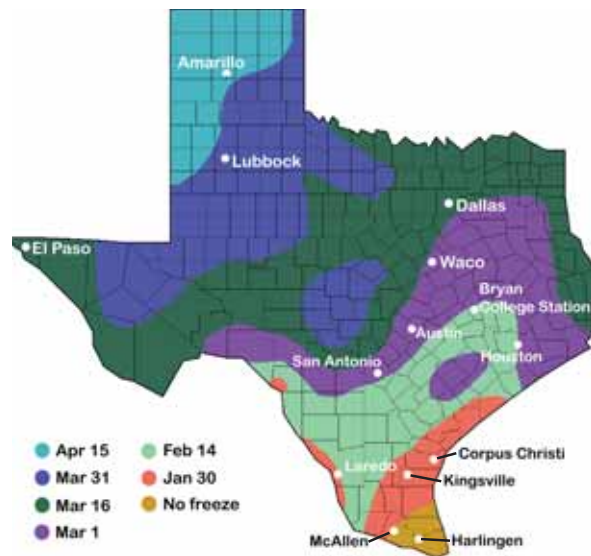 Amarillo
Lubbock
Dallas
El Paso
Waco
Bryan
College Station
Austin
Houston
San Antonio
Apr 15
Mar 31
Mar 16
Mar 1
Feb 14
Jan 30
No freeze
Laredo
Corpus Christi
Kingsville
McAllen
Harlingen